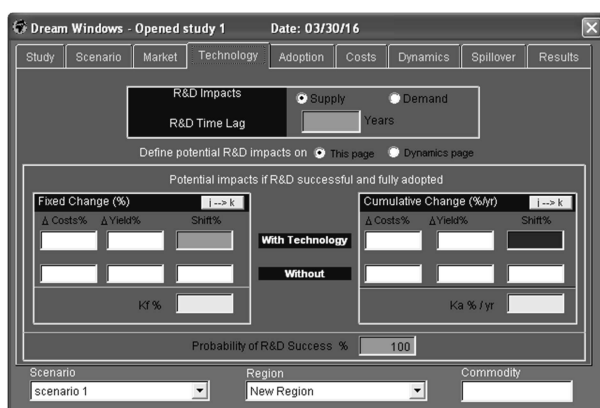 Dream Windows - Opened study 1 Date: 03/30/16
Study Scenario Market Technology Adoption Costs Dynamics Spillover Results
R&D Impacts Supply Demand
R&D Time Lag Years
Define potential R&D impacts on This page Dynamics page
Potential impacts if R&D successful and fully adopted
Fixed Change (%) j --> k Cumulative Change (%/yr) j --> k
Δ Costs% Δ Yield% Shift% Δ Costs% Δ Yield% Shift%
With Technology
Without
Kf % Ka % / yr
Probability of R&D Success % 100
Scenario Region Commodity
scenario 1 New Region